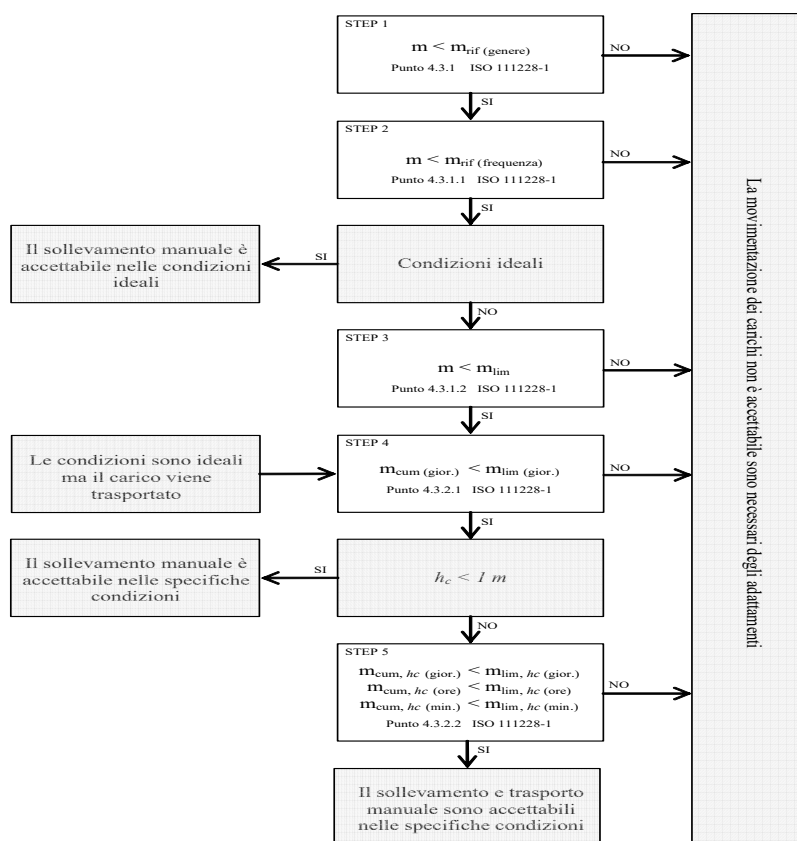 STEP 1
m < mrif (genere)
Punto 4.3.1 ISO 111228-1
NO
SI
STEP 2
m < mrif (frequenza)
Punto 4.3.1.1 ISO 111228-1
NO
SI
Il sollevamento manuale è
accettabile nelle condizioni
ideali
SI
Condizioni ideali
NO
STEP 3
m < mlim
Punto 4.3.1.2 ISO 111228-1
NO
SI
Le condizioni sono ideali
ma il carico viene
trasportato
STEP 4
mcum (gior.) < mlim (gior.)
Punto 4.3.2.1 ISO 111228-1
NO
SI
Il sollevamento manuale è
accettabile nelle specifiche
condizioni
SI
hc < 1 m
NO
STEP 5
mcum, hc (gior.) < mlim, hc (gior.)
mcum, hc (ore) < mlim, hc (ore)
mcum, hc (min.) < mlim, hc (min.)
Punto 4.3.2.2 ISO 111228-1
NO
SI
Il sollevamento e trasporto
manuale sono accettabili
nelle specifiche condizioni
La movimentazione dei carichi non è accettabile sono necessari degli adattamenti